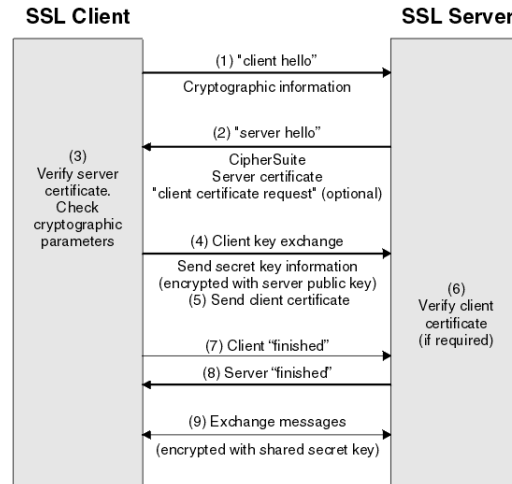 SSL Client
SSL Server
(1) "client hello"
Cryptographic information
(2) "server hello"
CipherSuite
Server certificate
"client certificate request" (optional)
(3)
Verify server
certificate.
Check
cryptographic
parameters
(4) Client key exchange
Send secret key information
(encrypted with server public key)
(5) Send client certificate
(6)
Verify client
certificate
(if required)
(7) Client “finished”
(8) Server “finished”
(9) Exchange messages
(encrypted with shared secret key)